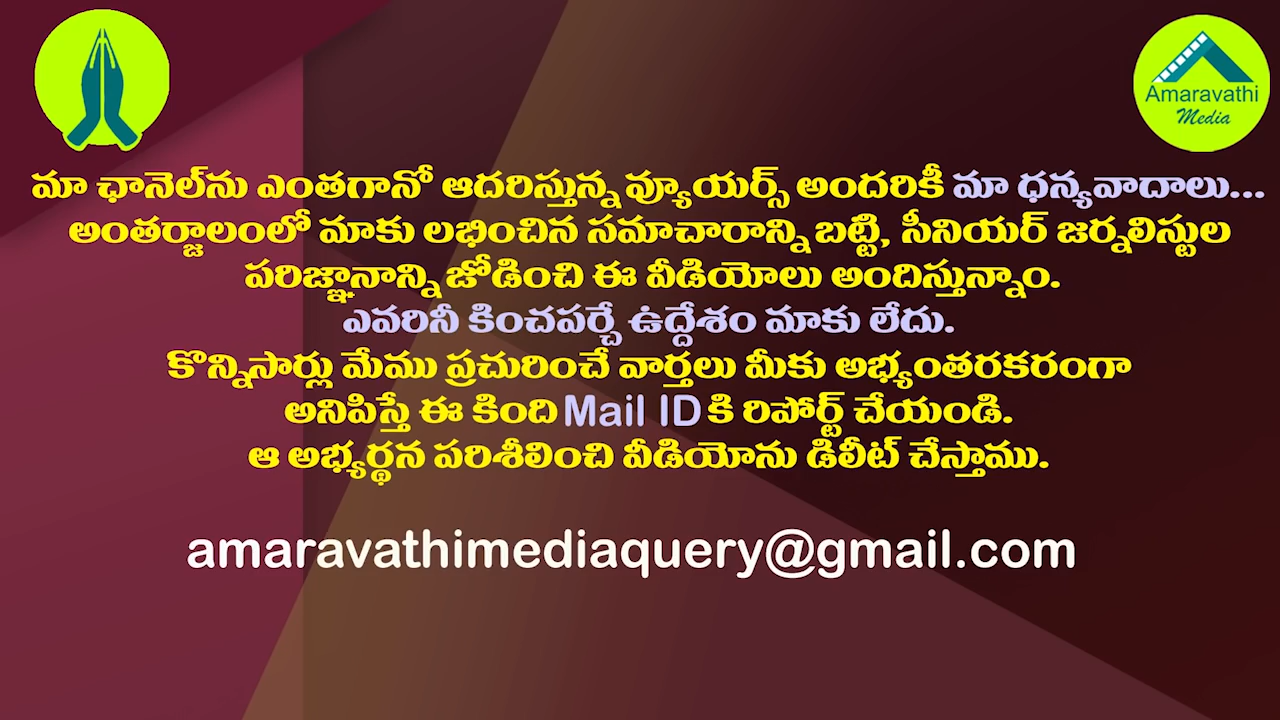 Amaravathi
Media
మా ఛానెల్‌ను ఎంతగానో ఆదరిస్తున్న వ్యూయర్స్ అందరికీ మా ధన్యవాదాలు...
అంతర్జాలంలో మాకు లభించిన సమాచారాన్ని బట్టి, సీనియర్ జర్నలిస్టుల
పరిజ్ఞానాన్ని జోడించి ఈ వీడియోలు అందిస్తున్నాం.
ఎవరినీ కించపర్చే ఉద్దేశం మాకు లేదు.
కొన్నిసార్లు మేము ప్రచురించే వార్తలు మీకు అభ్యంతరకరంగా
అనిపిస్తే ఈ కింది Mail ID కి రిపోర్ట్ చేయండి.
ఆ అభ్యర్థన పరిశీలించి వీడియోను డిలీట్ చేస్తాము.
amaravathimediaquery@gmail.com